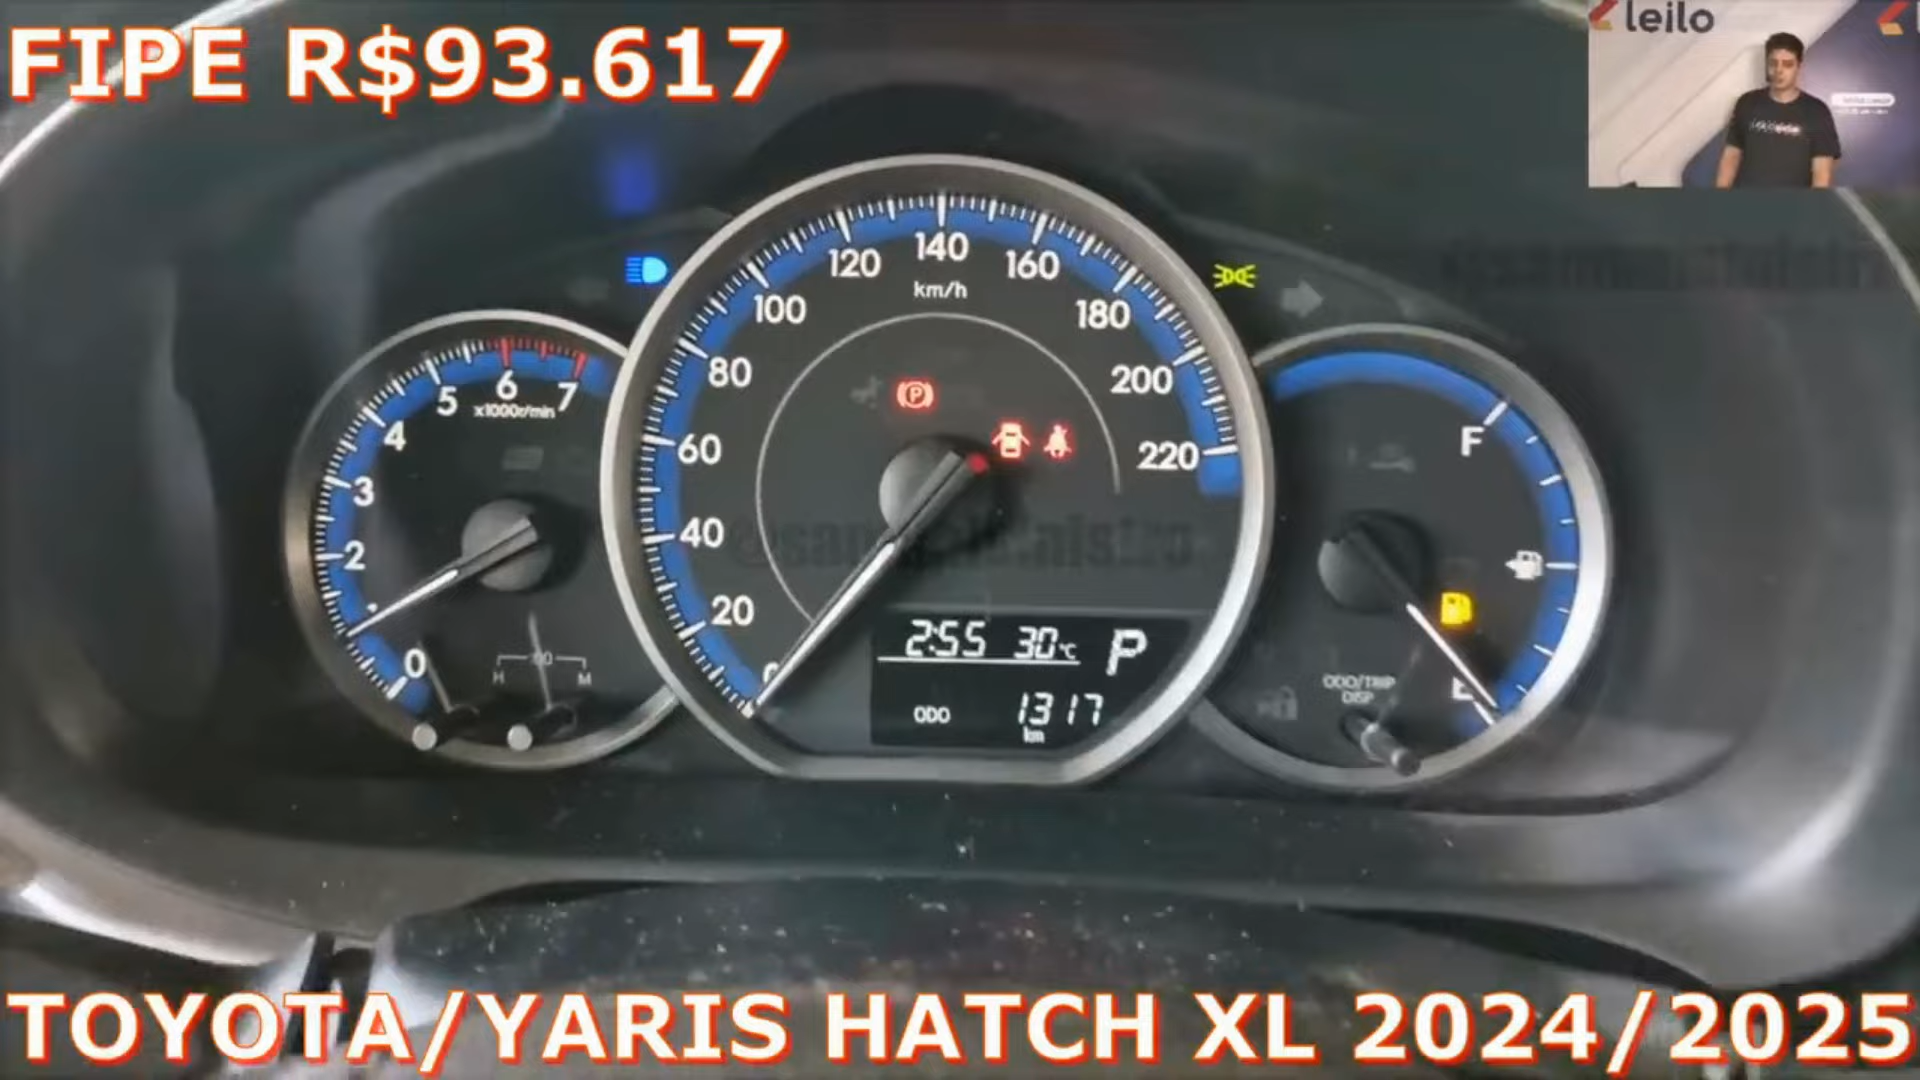 FIPE R$93.617
leilo
120 140 160
km/h
100 180
80 200
60 220
40
20
0
5 6 7
x1000r/min
4
3
2
1
0
H M
P
F
2:55 30°C P
ODO 1317
km
ODO/TRIP
DISP
TOYOTA/YARIS HATCH XL 2024/2025